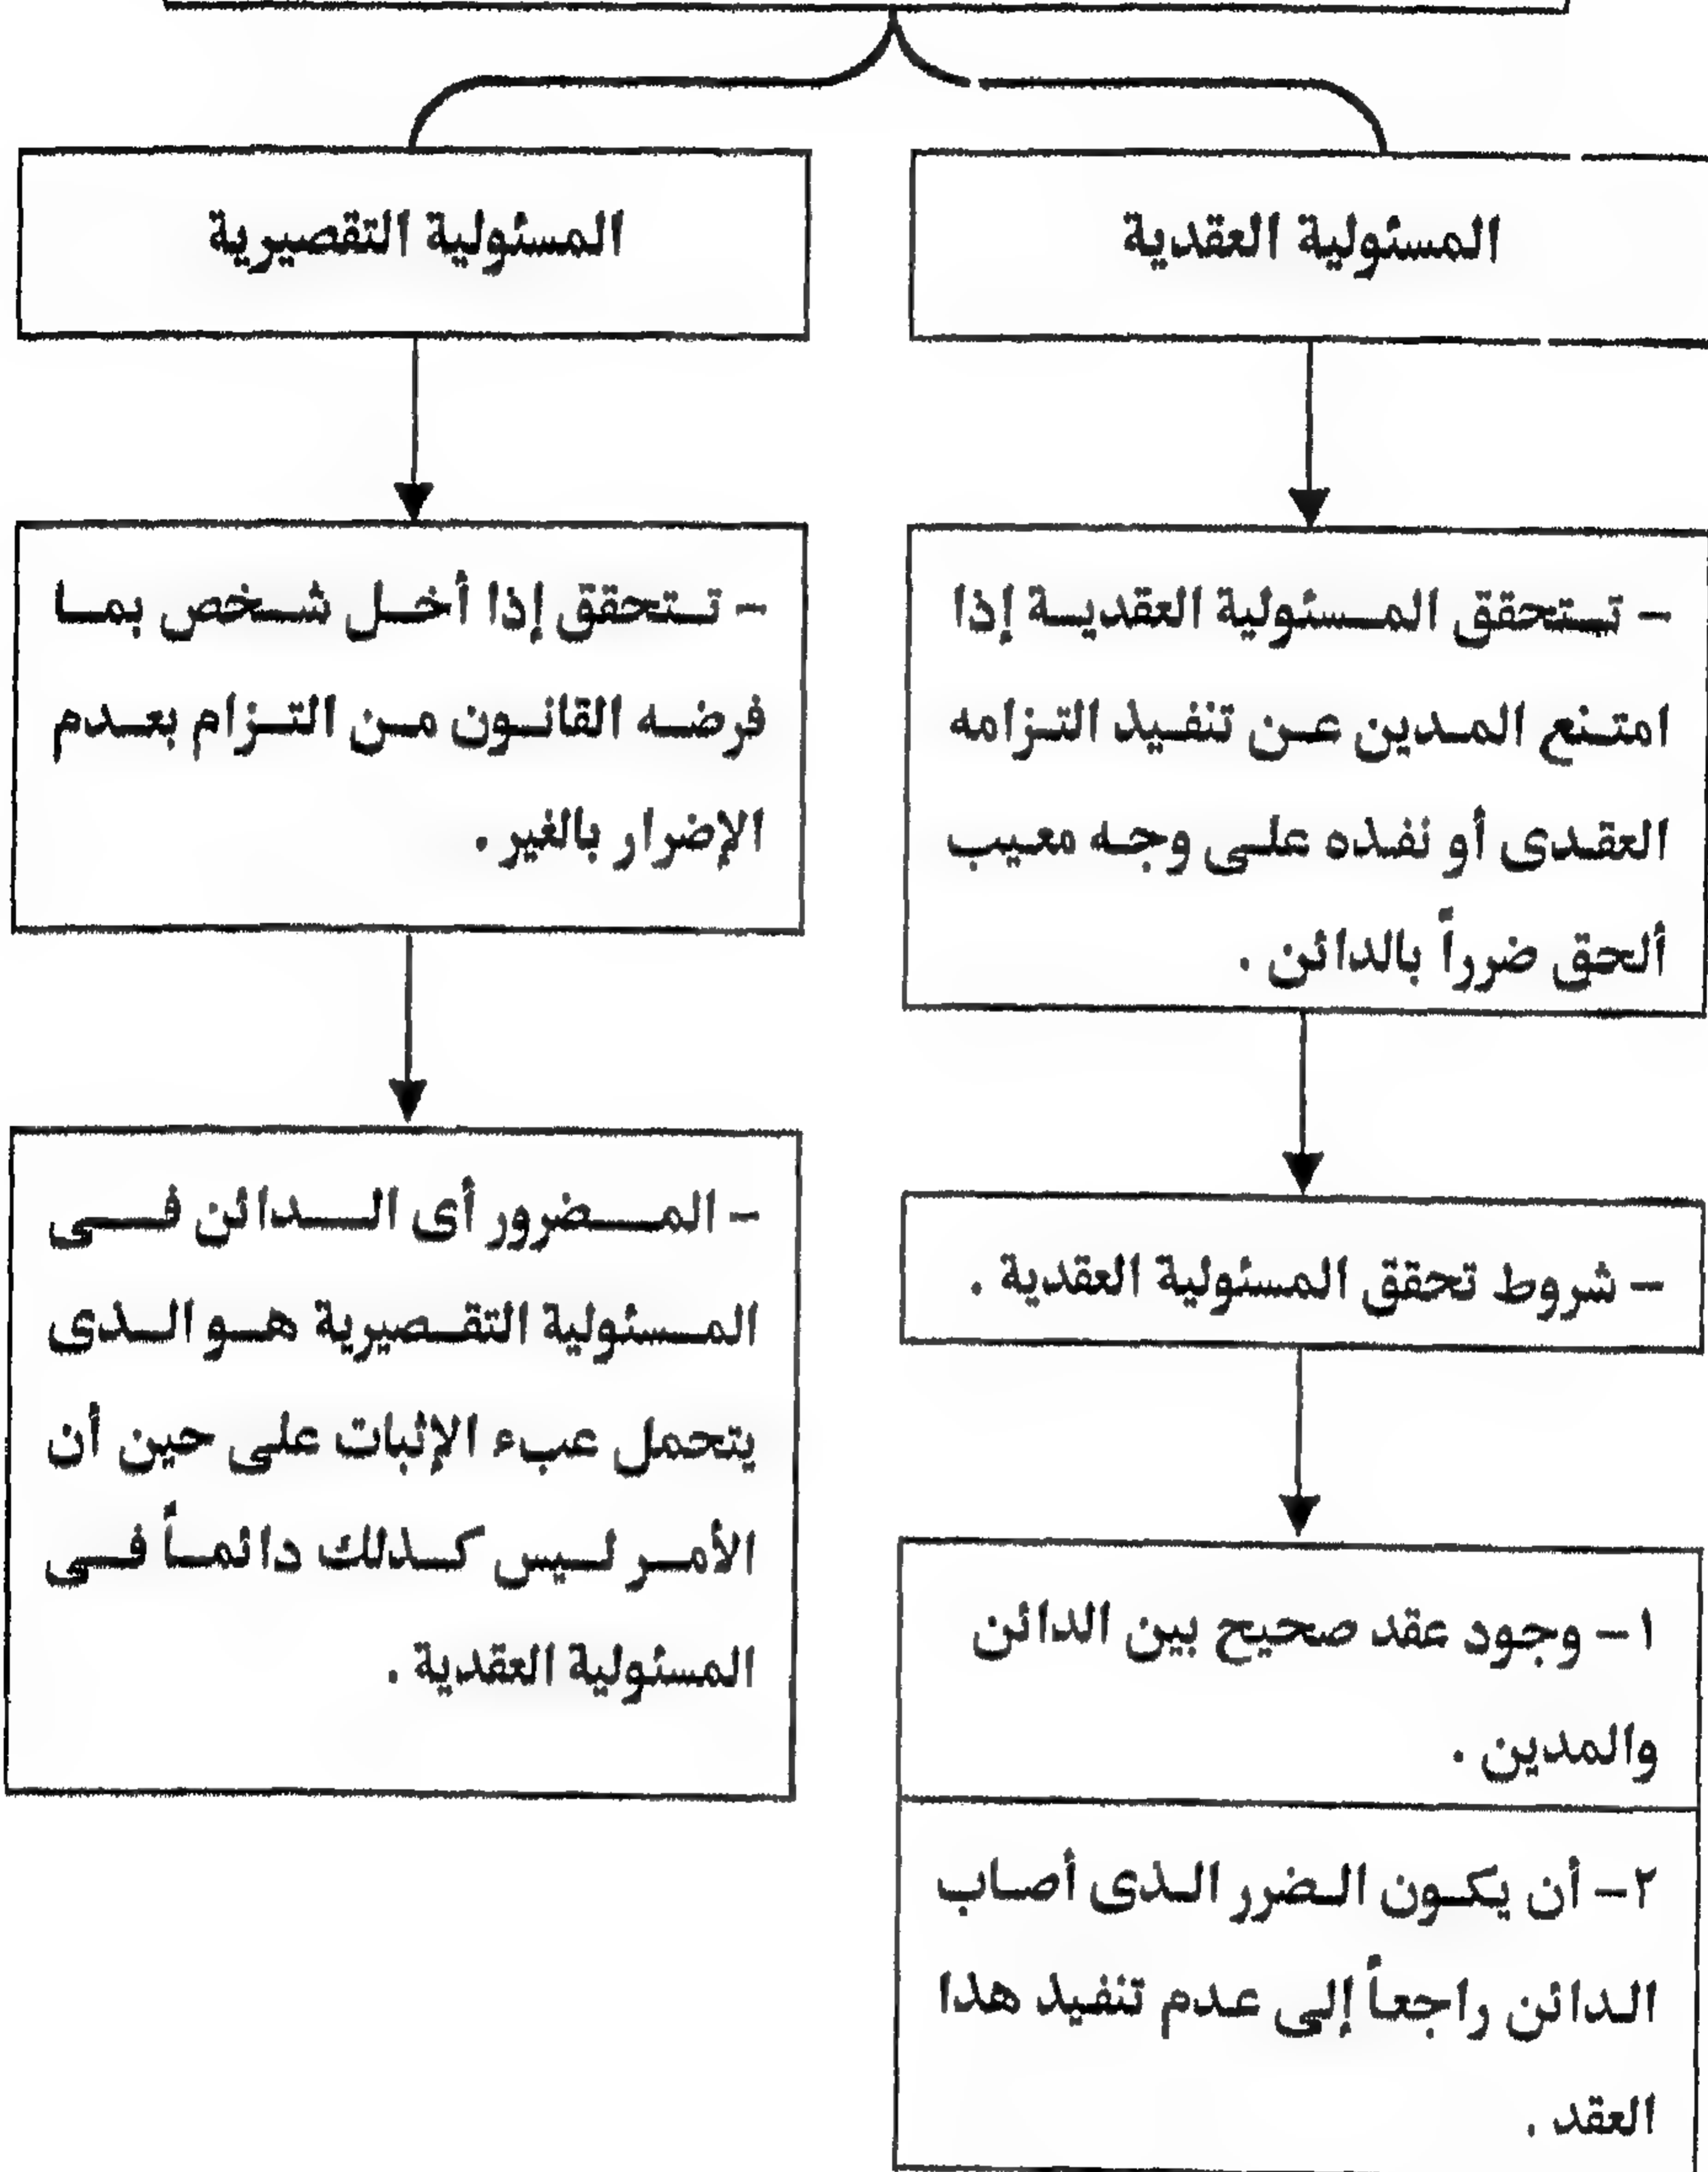 المسئولية العقدية
- تتحقق المسئولية العقدية إذا
امتنع المدين عن تنفيذ التزامه
العقدى أو نفذه على وجه معيب
ألحق ضرراً بالدائن .
- شروط تحقق المسئولية العقدية .
١- وجود عقد صحيح بين الدائن
والمدين .
٢- أن يكون الضرر الذى أصاب
الدائن راجعاً إلى عدم تنفيذ هذا
العقد .
المسئولية التقصيرية
- تتحقق إذا أخل شخص بما
فرضه القانون من التزام بعدم
الإضرار بالغير .
- المضرور أى الدائن فى
المسئولية التقصيرية هو الذى
يتحمل عبء الإثبات على حين أن
الأمر ليس كذلك دائماً فى
المسئولية العقدية .